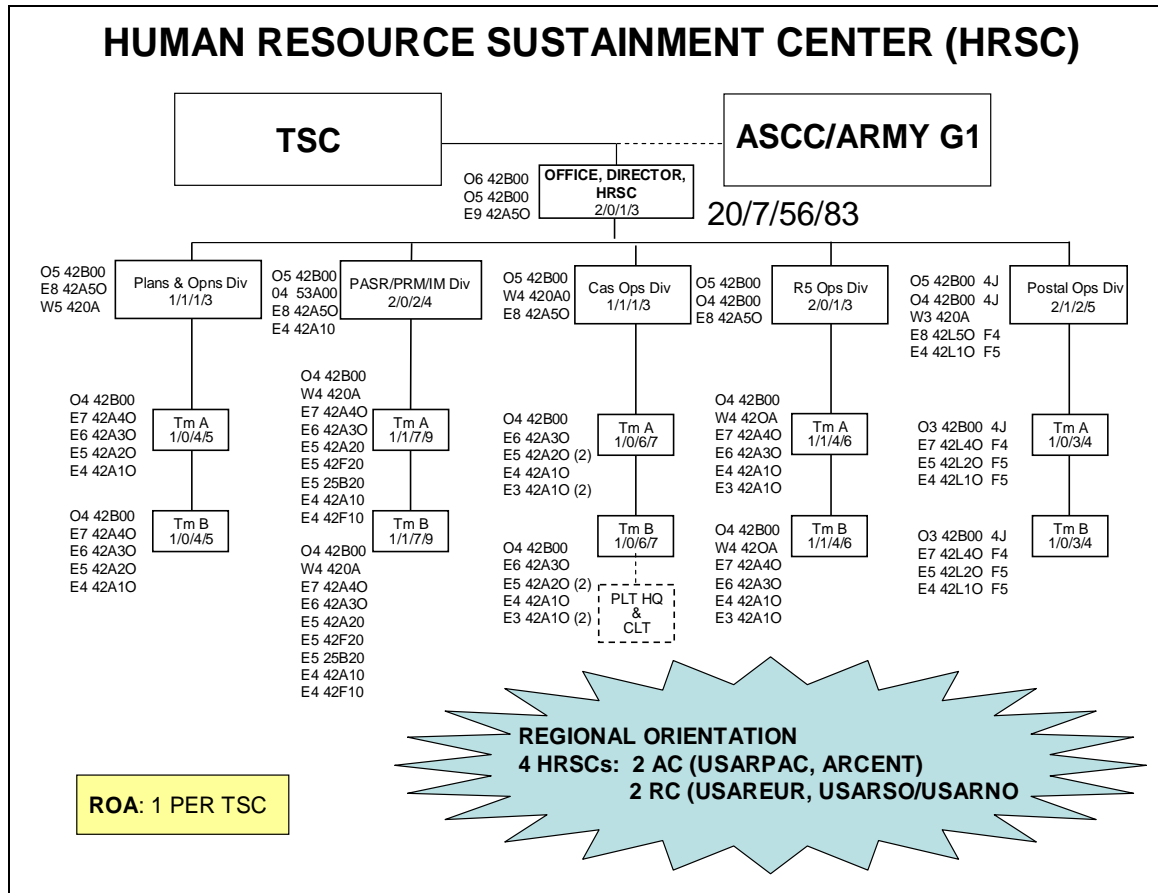 HUMAN RESOURCE SUSTAINMENT CENTER (HRSC)
TSC
ASCC/ARMY G1
O6 42B00
O5 42B00
E9 42A5O
OFFICE, DIRECTOR,
HRSC
2/0/1/3
20/7/56/83
O5 42B00
E8 42A5O
W5 420A
Plans & Opns Div
1/1/1/3
O5 42B00
04 53A00
E8 42A5O
E4 42A10
PASR/PRM/IM Div
2/0/2/4
O5 42B00
W4 420A0
E8 42A5O
Cas Ops Div
1/1/1/3
O5 42B00
O4 42B00
E8 42A5O
R5 Ops Div
2/0/1/3
O5 42B00 4J
O4 42B00 4J
W3 420A
E8 42L5O F4
E4 42L1O F5
Postal Ops Div
2/1/2/5
O4 42B00
E7 42A4O
E6 42A3O
E5 42A2O
E4 42A1O
Tm A
1/0/4/5
O4 42B00
W4 420A
E7 42A4O
E6 42A3O
E5 42A20
E5 42F20
E5 25B20
E4 42A10
E4 42F10
Tm A
1/1/7/9
O4 42B00
E6 42A3O
E5 42A2O (2)
E4 42A1O
E3 42A1O (2)
Tm A
1/0/6/7
O4 42B00
W4 42OA
E7 42A4O
E6 42A3O
E4 42A1O
E3 42A1O
Tm A
1/1/4/6
O3 42B00 4J
E7 42L4O F4
E5 42L2O F5
E4 42L1O F5
Tm A
1/0/3/4
O4 42B00
E7 42A4O
E6 42A3O
E5 42A2O
E4 42A1O
Tm B
1/0/4/5
O4 42B00
W4 420A
E7 42A4O
E6 42A3O
E5 42A20
E5 42F20
E5 25B20
E4 42A10
E4 42F10
Tm B
1/1/7/9
O4 42B00
E6 42A3O
E5 42A2O (2)
E4 42A1O
E3 42A1O (2)
Tm B
1/0/6/7
PLT HQ
&
CLT
O4 42B00
W4 42OA
E7 42A4O
E6 42A3O
E4 42A1O
E3 42A1O
Tm B
1/1/4/6
O3 42B00 4J
E7 42L4O F4
E5 42L2O F5
E4 42L1O F5
Tm B
1/0/3/4
REGIONAL ORIENTATION
4 HRSCs: 2 AC (USARPAC, ARCENT)
2 RC (USAREUR, USARSO/USARNO
ROA: 1 PER TSC